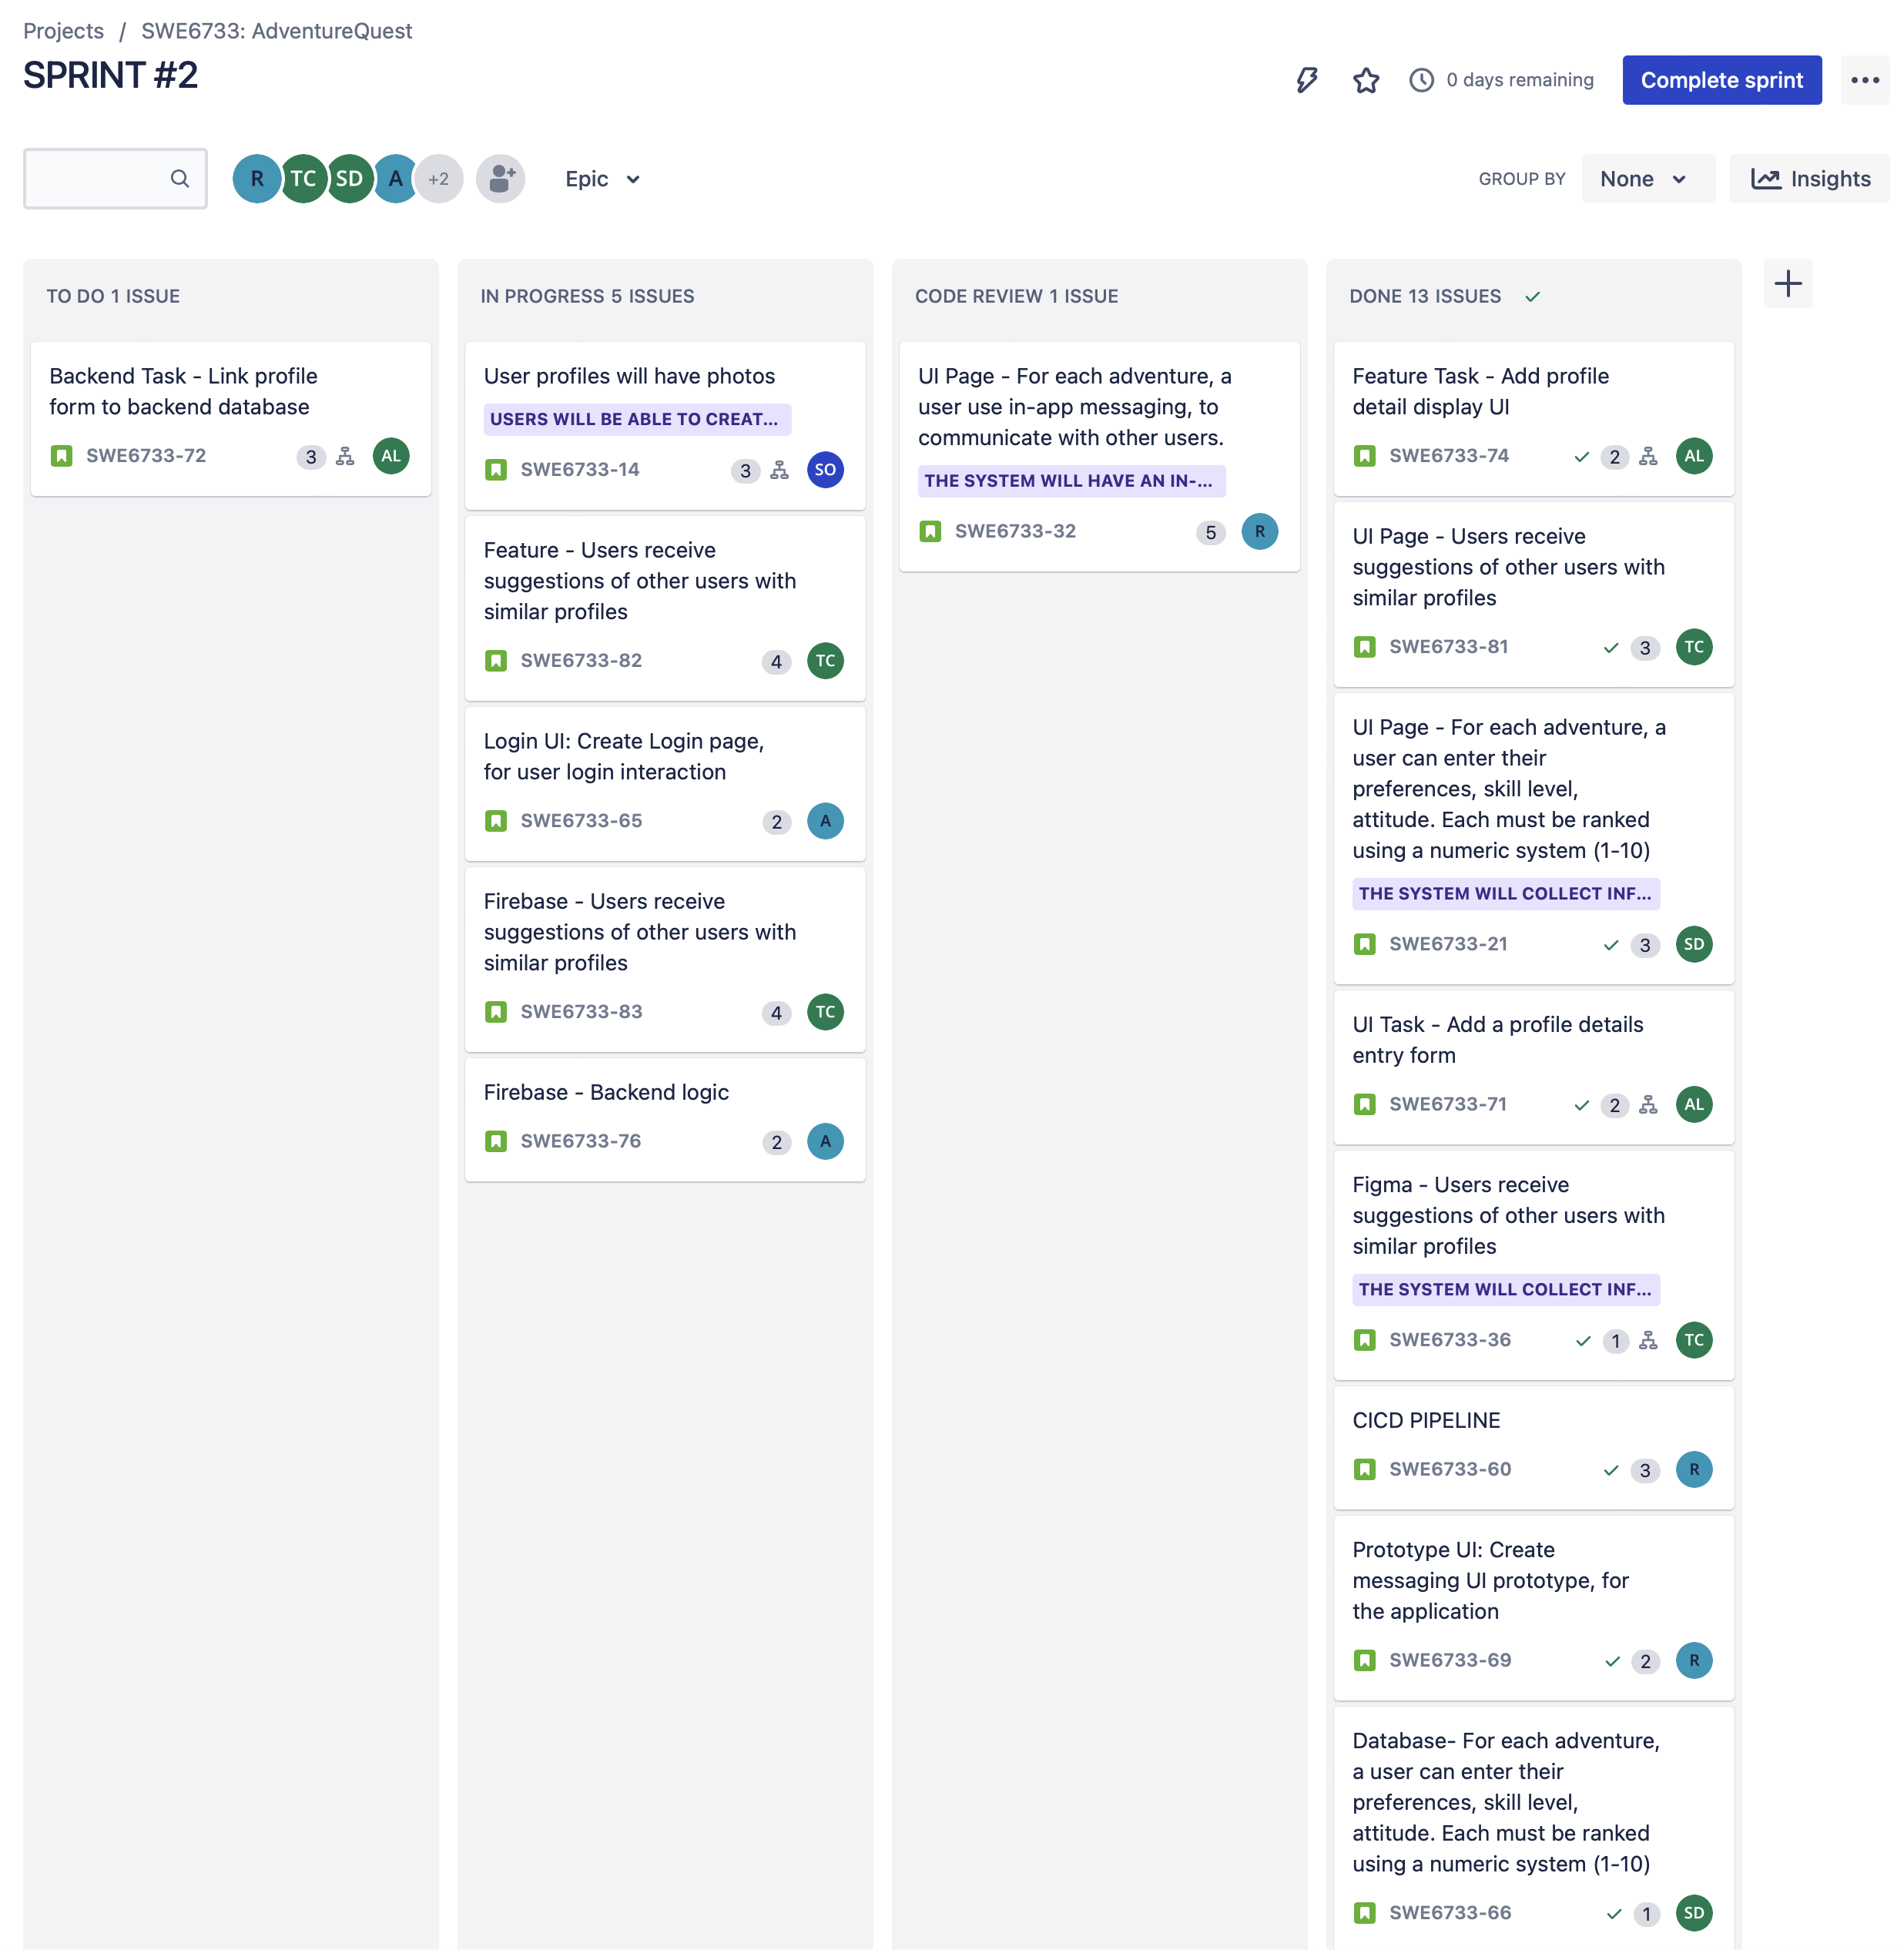 Projects / SWE6733: AdventureQuest
SPRINT #2
0 days remaining
Complete sprint
R TC SD A +2
Epic
GROUP BY
None
Insights
TO DO 1 ISSUE
Backend Task - Link profile
form to backend database
SWE6733-72 3 AL
IN PROGRESS 5 ISSUES
User profiles will have photos
USERS WILL BE ABLE TO CREAT...
SWE6733-14 3 SO
Feature - Users receive
suggestions of other users with
similar profiles
SWE6733-82 4 TC
Login UI: Create Login page,
for user login interaction
SWE6733-65 2 A
Firebase - Users receive
suggestions of other users with
similar profiles
SWE6733-83 4 TC
Firebase - Backend logic
SWE6733-76 2 A
CODE REVIEW 1 ISSUE
UI Page - For each adventure, a
user use in-app messaging, to
communicate with other users.
THE SYSTEM WILL HAVE AN IN-...
SWE6733-32 5 R
DONE 13 ISSUES
Feature Task - Add profile
detail display UI
SWE6733-74 2 AL
UI Page - Users receive
suggestions of other users with
similar profiles
SWE6733-81 3 TC
UI Page - For each adventure, a
user can enter their
preferences, skill level,
attitude. Each must be ranked
using a numeric system (1-10)
THE SYSTEM WILL COLLECT INF...
SWE6733-21 3 SD
UI Task - Add a profile details
entry form
SWE6733-71 2 AL
Figma - Users receive
suggestions of other users with
similar profiles
THE SYSTEM WILL COLLECT INF...
SWE6733-36 1 TC
CICD PIPELINE
SWE6733-60 3 R
Prototype UI: Create
messaging UI prototype, for
the application
SWE6733-69 2 R
Database- For each adventure,
a user can enter their
preferences, skill level,
attitude. Each must be ranked
using a numeric system (1-10)
SWE6733-66 1 SD